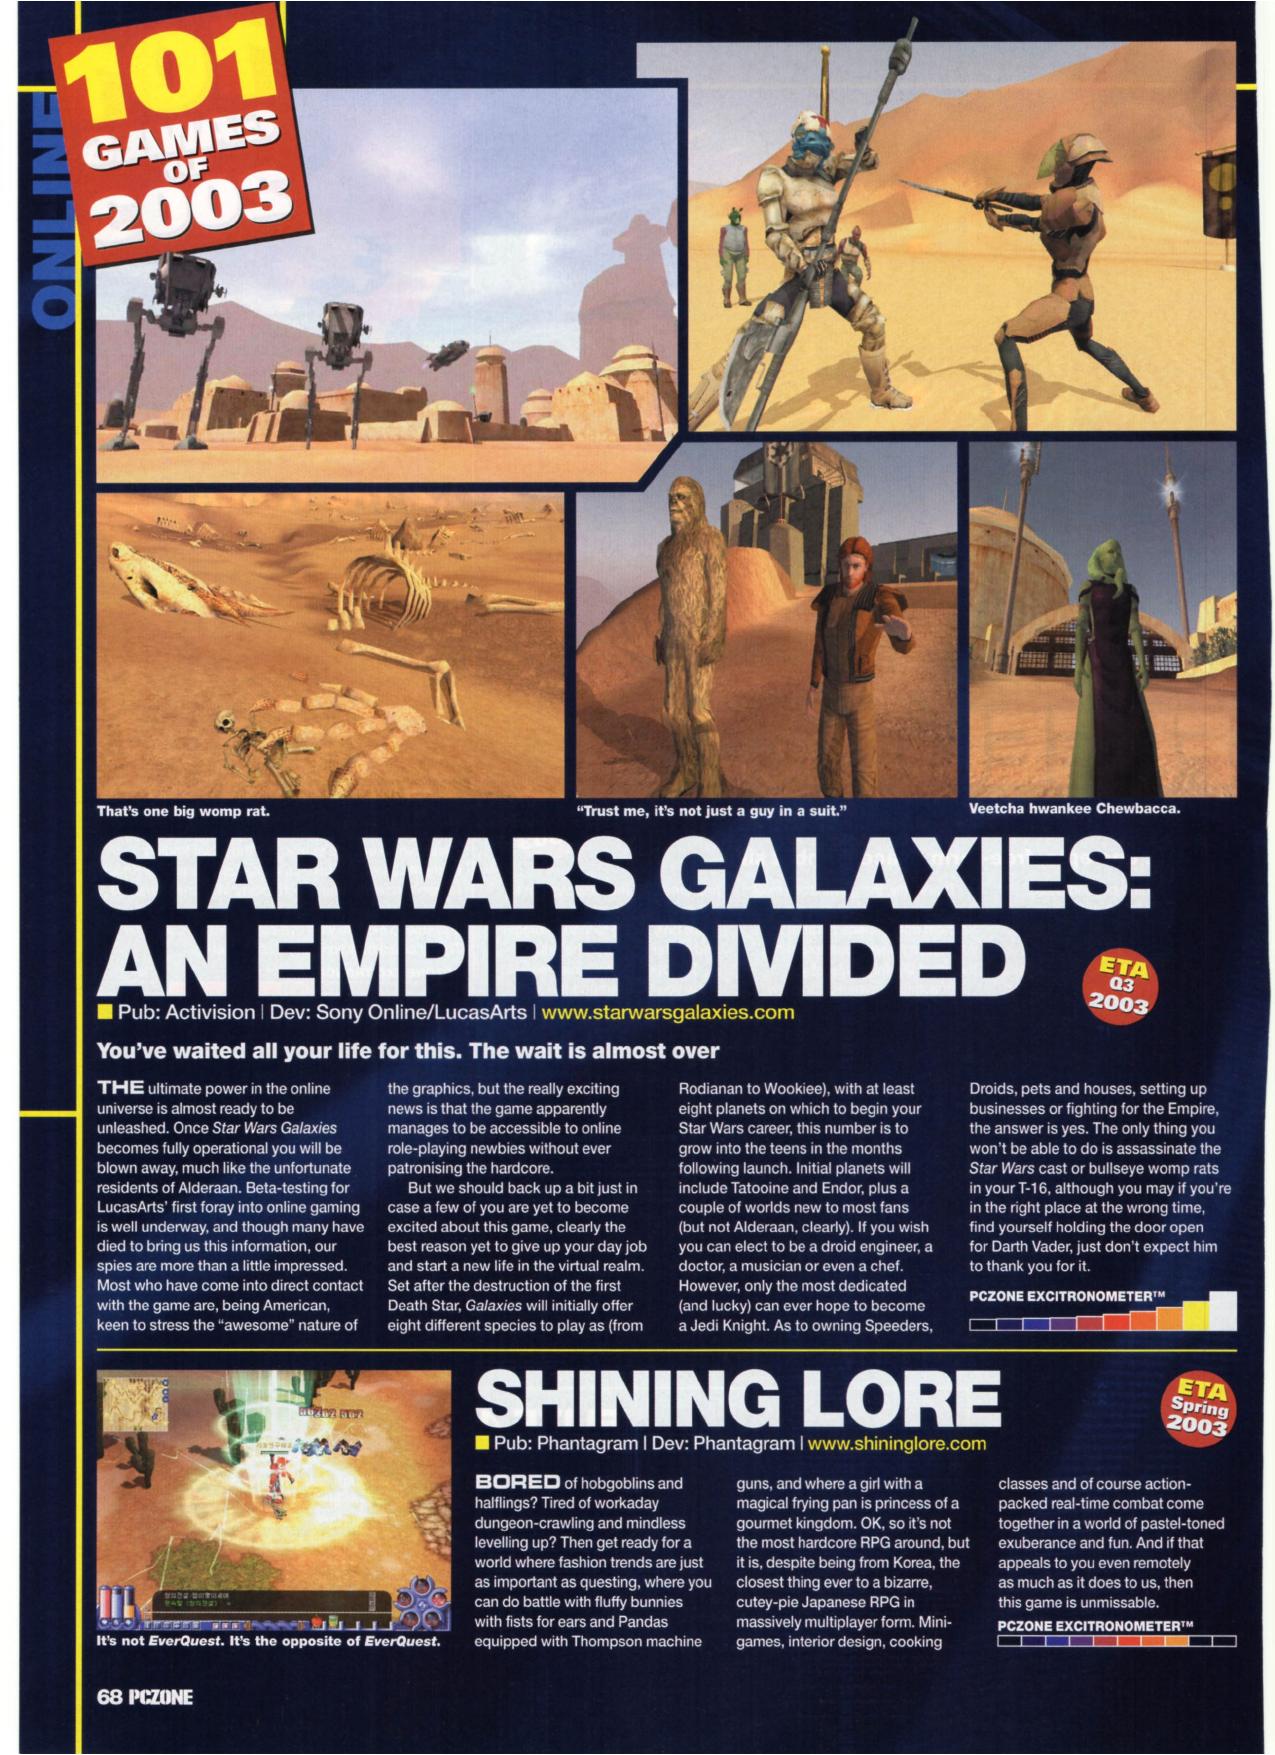 ONLINE
101
GAMES
OF
2003
That's one big womp rat.
"Trust me, it's not just a guy in a suit."
Veetcha hwankee Chewbacca.
STAR WARS GALAXIES:
AN EMPIRE DIVIDED
ETA
Q3
2003
Pub: Activision | Dev: Sony Online/LucasArts | www.starwarsgalaxies.com
You've waited all your life for this. The wait is almost over
THE ultimate power in the online
universe is almost ready to be
unleashed. Once Star Wars Galaxies
becomes fully operational you will be
blown away, much like the unfortunate
residents of Alderaan. Beta-testing for
LucasArts' first foray into online gaming
is well underway, and though many have
died to bring us this information, our
spies are more than a little impressed.
Most who have come into direct contact
with the game are, being American,
keen to stress the "awesome" nature of
the graphics, but the really exciting
news is that the game apparently
manages to be accessible to online
role-playing newbies without ever
patronising the hardcore.
But we should back up a bit just in
case a few of you are yet to become
excited about this game, clearly the
best reason yet to give up your day job
and start a new life in the virtual realm.
Set after the destruction of the first
Death Star, Galaxies will initially offer
eight different species to play as (from
Rodianan to Wookiee), with at least
eight planets on which to begin your
Star Wars career, this number is to
grow into the teens in the months
following launch. Initial planets will
include Tatooine and Endor, plus a
couple of worlds new to most fans
(but not Alderaan, clearly). If you wish
you can elect to be a droid engineer, a
doctor, a musician or even a chef.
However, only the most dedicated
(and lucky) can ever hope to become
a Jedi Knight. As to owning Speeders,
Droids, pets and houses, setting up
businesses or fighting for the Empire,
the answer is yes. The only thing you
won't be able to do is assassinate the
Star Wars cast or bullseye womp rats
in your T-16, although you may if you're
in the right place at the wrong time,
find yourself holding the door open
for Darth Vader, just don't expect him
to thank you for it.
PCZONE EXCITRONOMETER™
It's not EverQuest. It's the opposite of EverQuest.
SHINING LORE
ETA
Spring
2003
Pub: Phantagram | Dev: Phantagram | www.shininglore.com
BORED of hobgoblins and
halflings? Tired of workaday
dungeon-crawling and mindless
levelling up? Then get ready for a
world where fashion trends are just
as important as questing, where you
can do battle with fluffy bunnies
with fists for ears and Pandas
equipped with Thompson machine
guns, and where a girl with a
magical frying pan is princess of a
gourmet kingdom. OK, so it's not
the most hardcore RPG around, but
it is, despite being from Korea, the
closest thing ever to a bizarre,
cutey-pie Japanese RPG in
massively multiplayer form. Mini-
games, interior design, cooking
classes and of course action-
packed real-time combat come
together in a world of pastel-toned
exuberance and fun. And if that
appeals to you even remotely
as much as it does to us, then
this game is unmissable.
PCZONE EXCITRONOMETER™
68 PCZONE